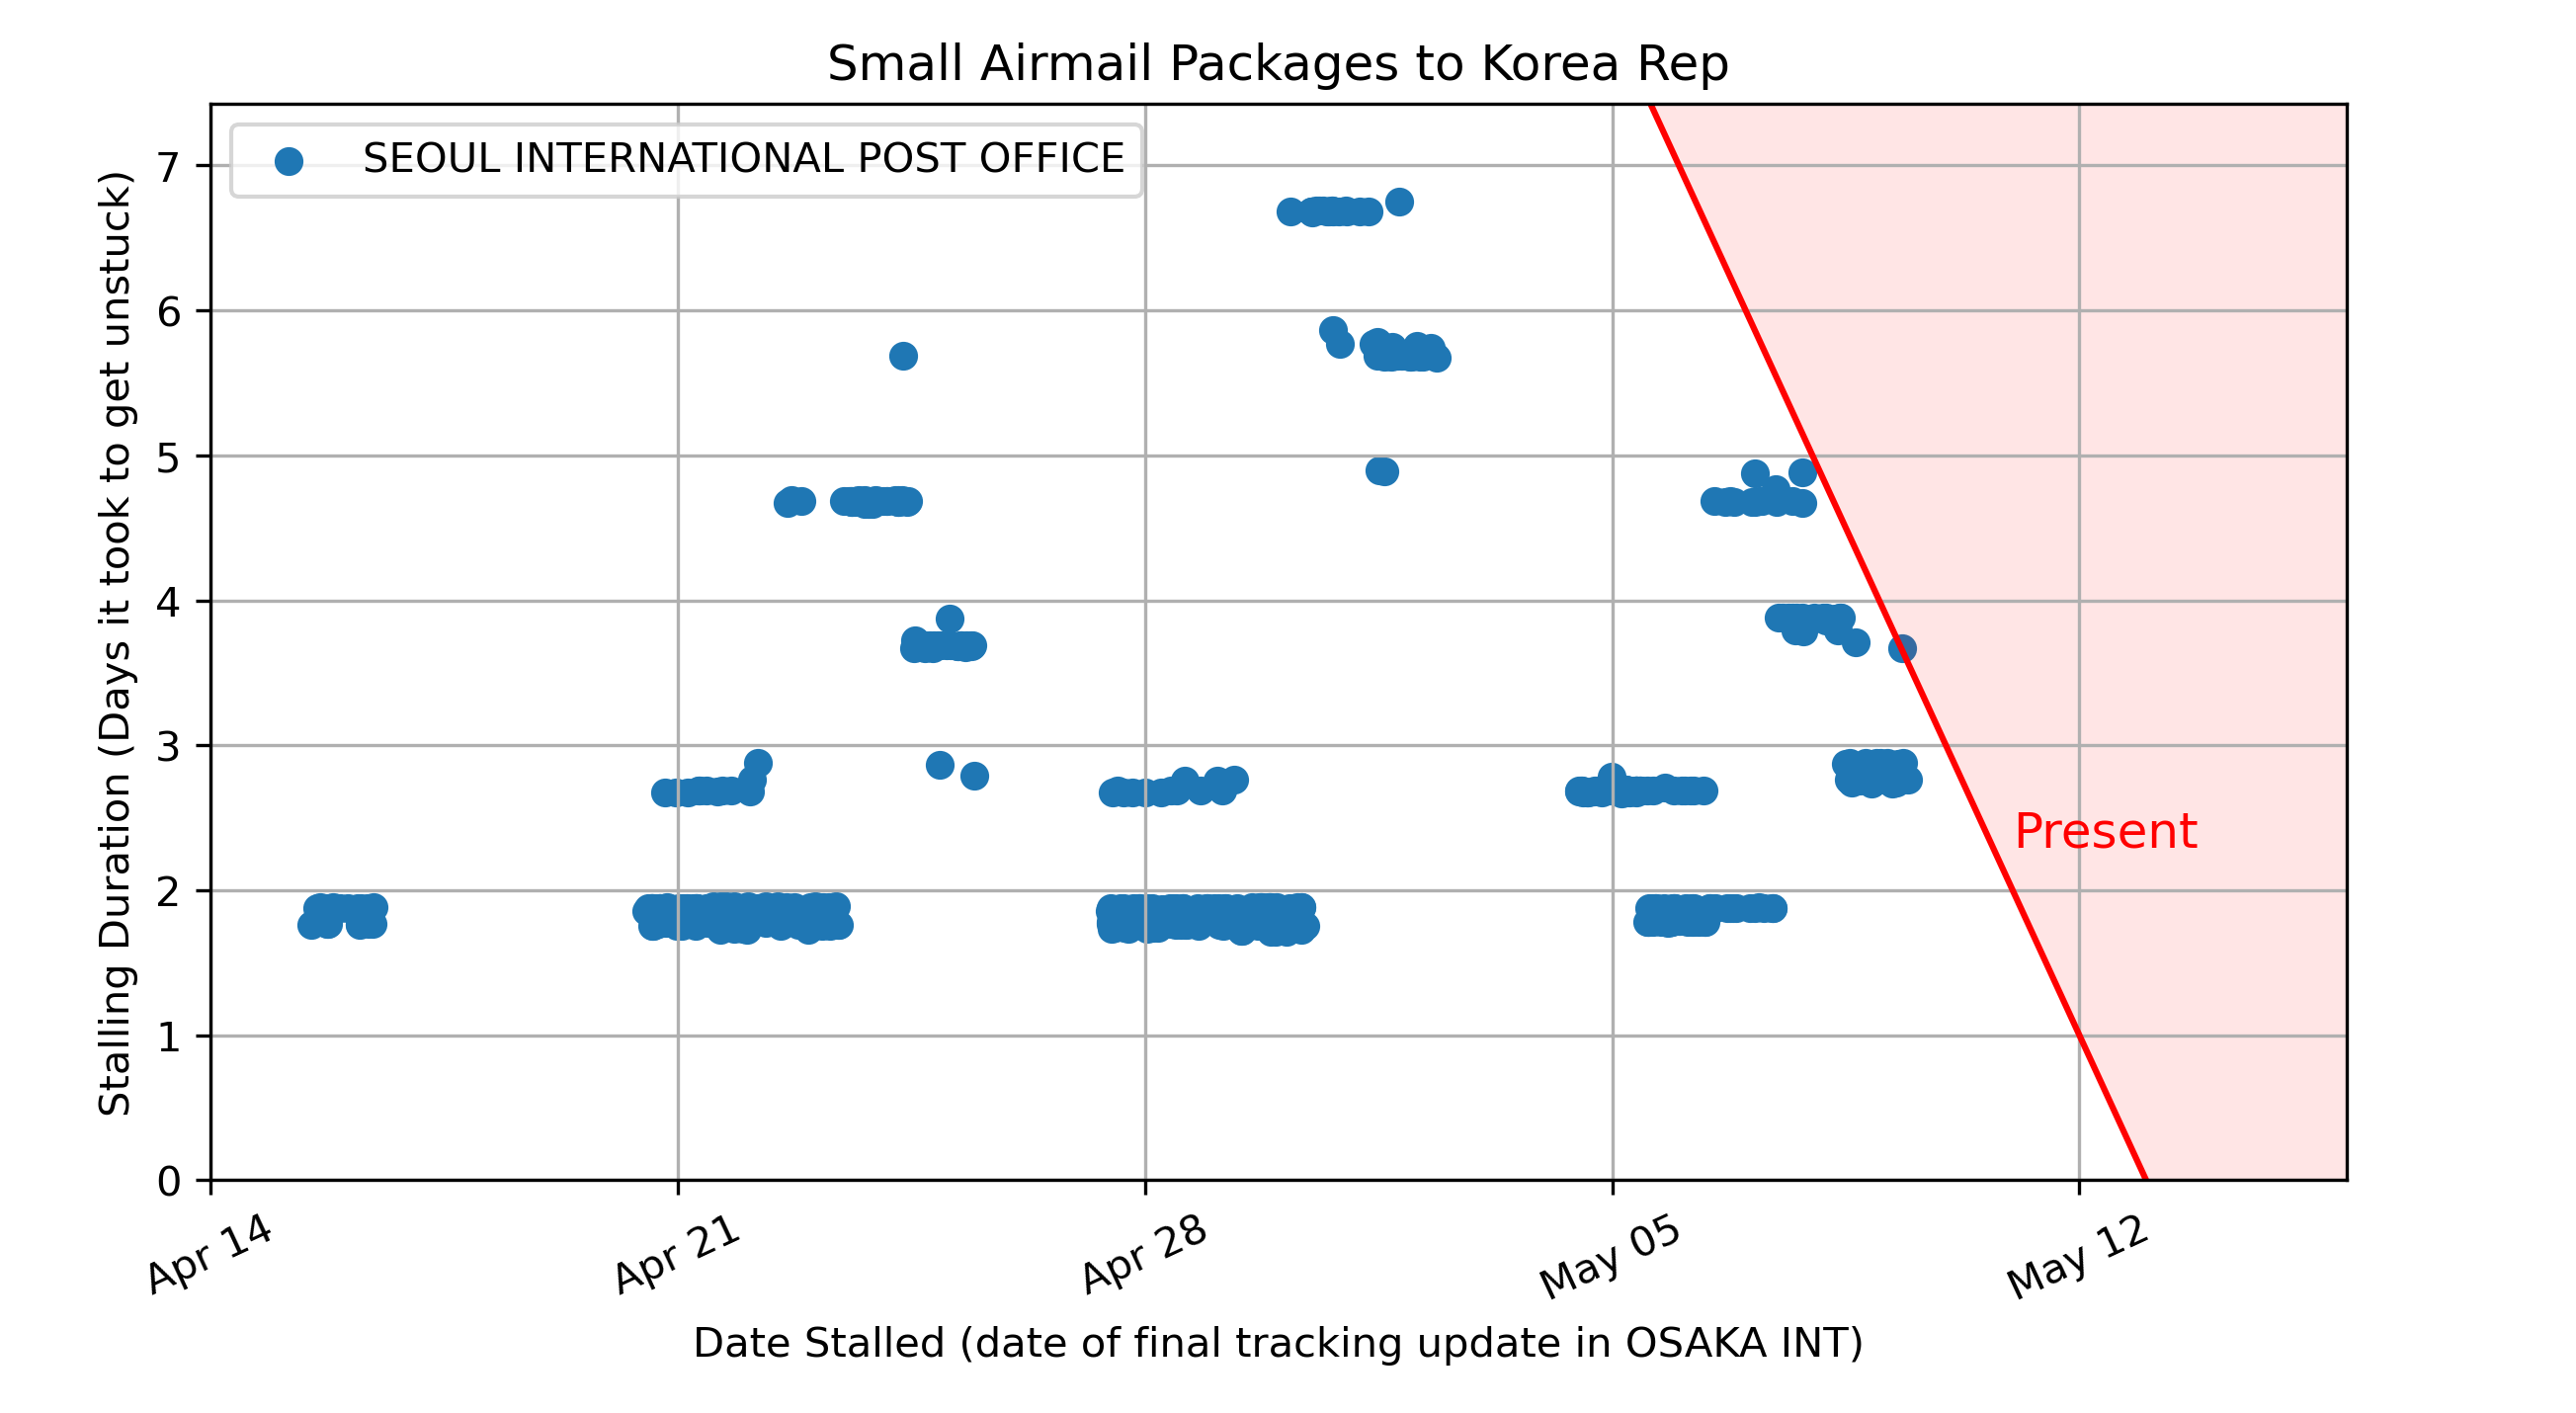 Small Airmail Packages to Korea Rep
SEOUL INTERNATIONAL POST OFFICE
Stalling Duration (Days it took to get unstuck)
7
6
5
4
3
2
1
0
Present
Apr 14
Apr 21
Apr 28
May 05
May 12
Date Stalled (date of final tracking update in OSAKA INT)